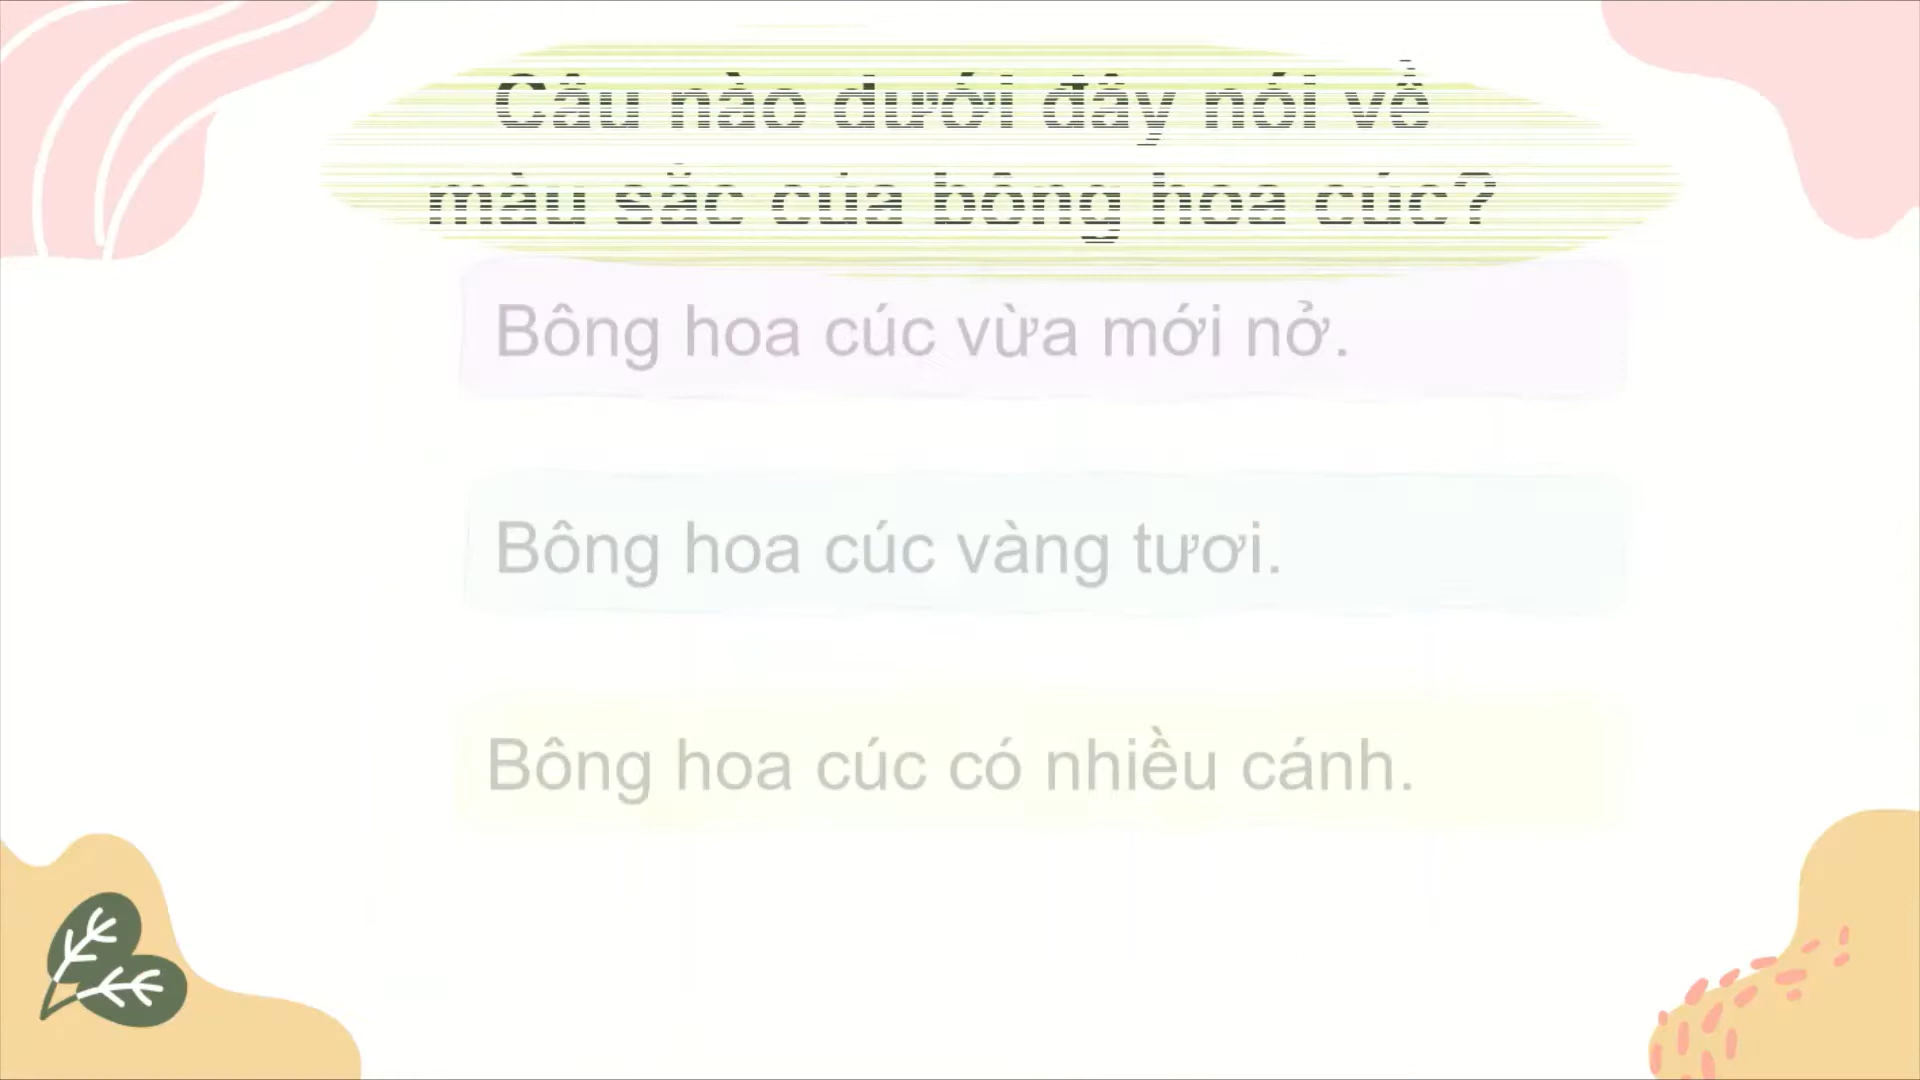 Câu nào dưới đây nói về
màu sắc của bông hoa cúc?
Bông hoa cúc vừa mới nở.
Bông hoa cúc vàng tươi.
Bông hoa cúc có nhiều cánh.